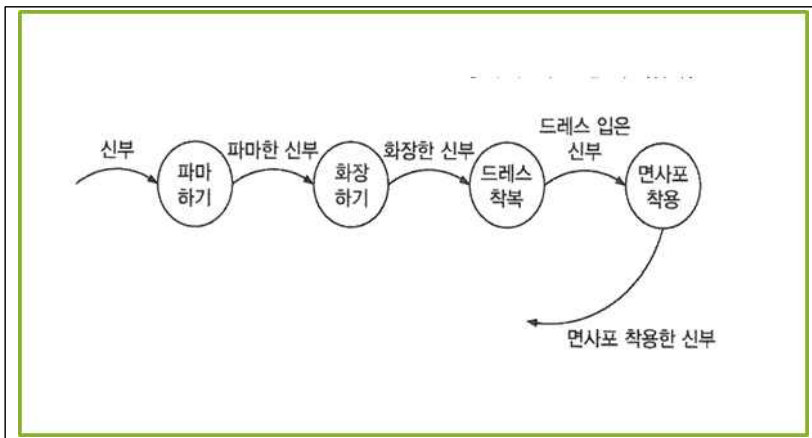 신부
파마
하기
파마한 신부
화장
하기
화장한 신부
드레스
착복
드레스 입은
신부
면사포
착용
면사포 착용한 신부